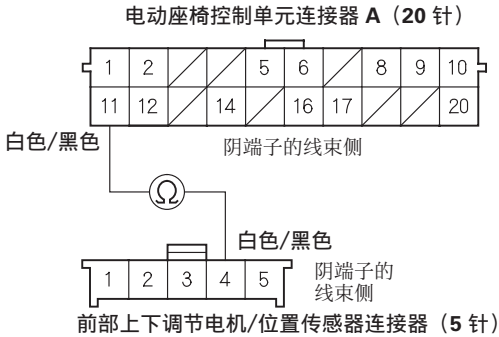 电动座椅控制单元连接器 A（20 针）
1 2 5 6 8 9 10
11 12 14 16 17 20
白色/黑色
阴端子的线束侧
Ω
白色/黑色
1 2 3 4 5
阴端子的
线束侧
前部上下调节电机/位置传感器连接器（5 针）